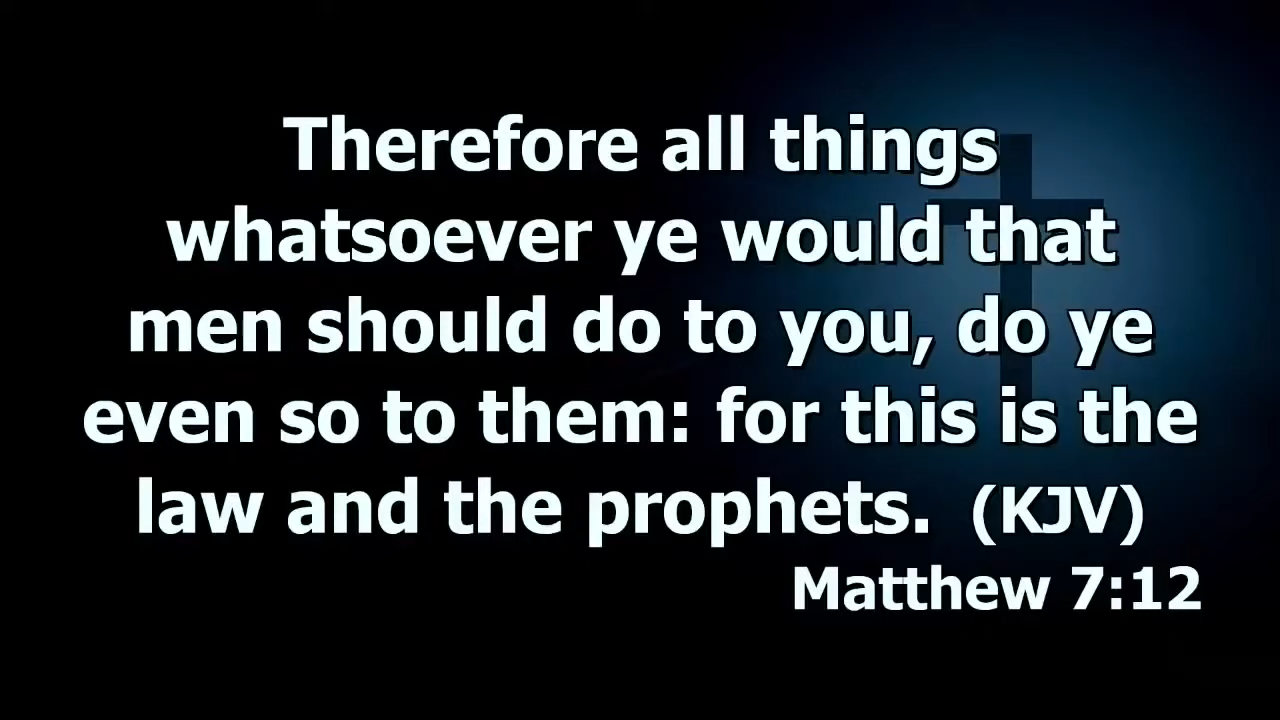 Therefore all things
whatsoever ye would that
men should do to you, do ye
even so to them: for this is the
law and the prophets. (KJV)
Matthew 7:12